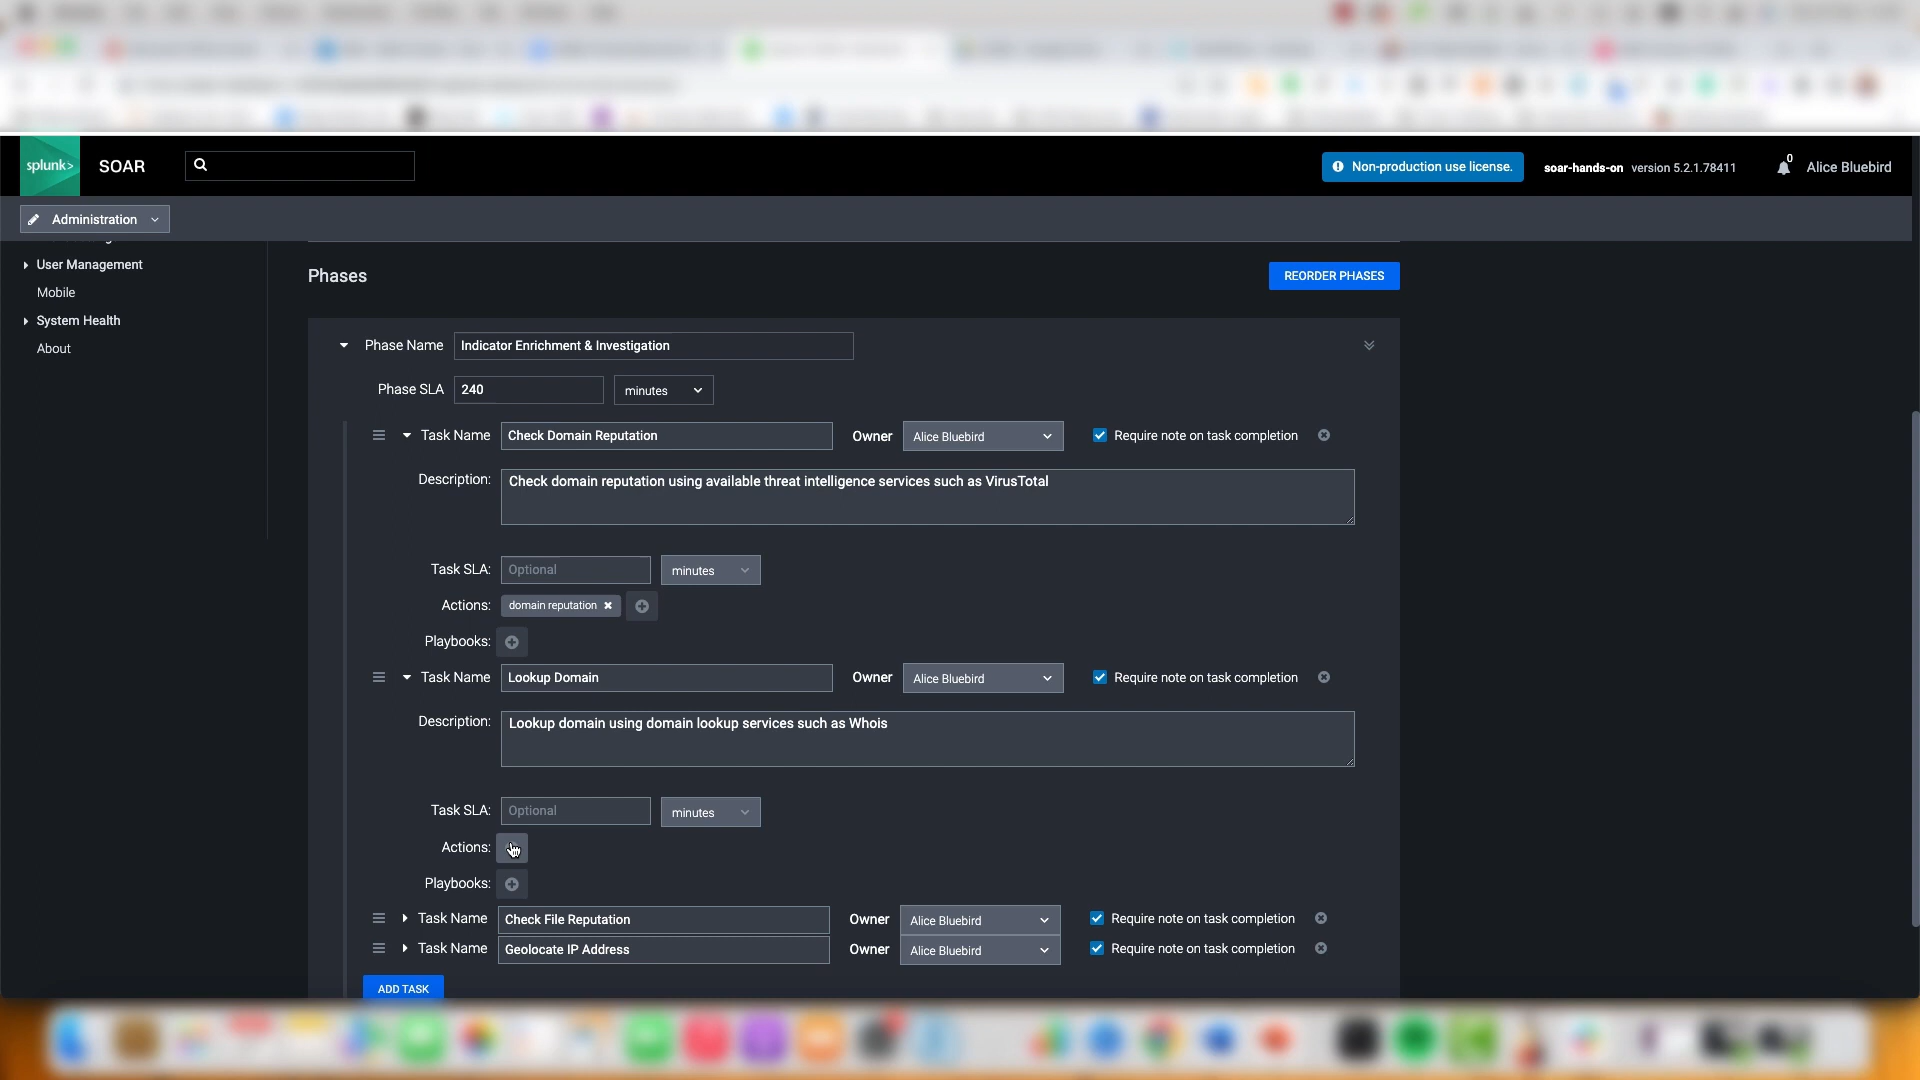 splunk>
SOAR
Non-production use license.
soar-hands-on version 5.2.1.78411
0
Alice Bluebird
Administration
User Management
Mobile
System Health
About
Phases
REORDER PHASES
Phase Name Indicator Enrichment & Investigation
Phase SLA 240 minutes
Task Name Check Domain Reputation Owner Alice Bluebird Require note on task completion
Description: Check domain reputation using available threat intelligence services such as VirusTotal
Task SLA: Optional minutes
Actions: domain reputation
Playbooks:
Task Name Lookup Domain Owner Alice Bluebird Require note on task completion
Description: Lookup domain using domain lookup services such as Whois
Task SLA: Optional minutes
Actions:
Playbooks:
Task Name Check File Reputation Owner Alice Bluebird Require note on task completion
Task Name Geolocate IP Address Owner Alice Bluebird Require note on task completion
ADD TASK